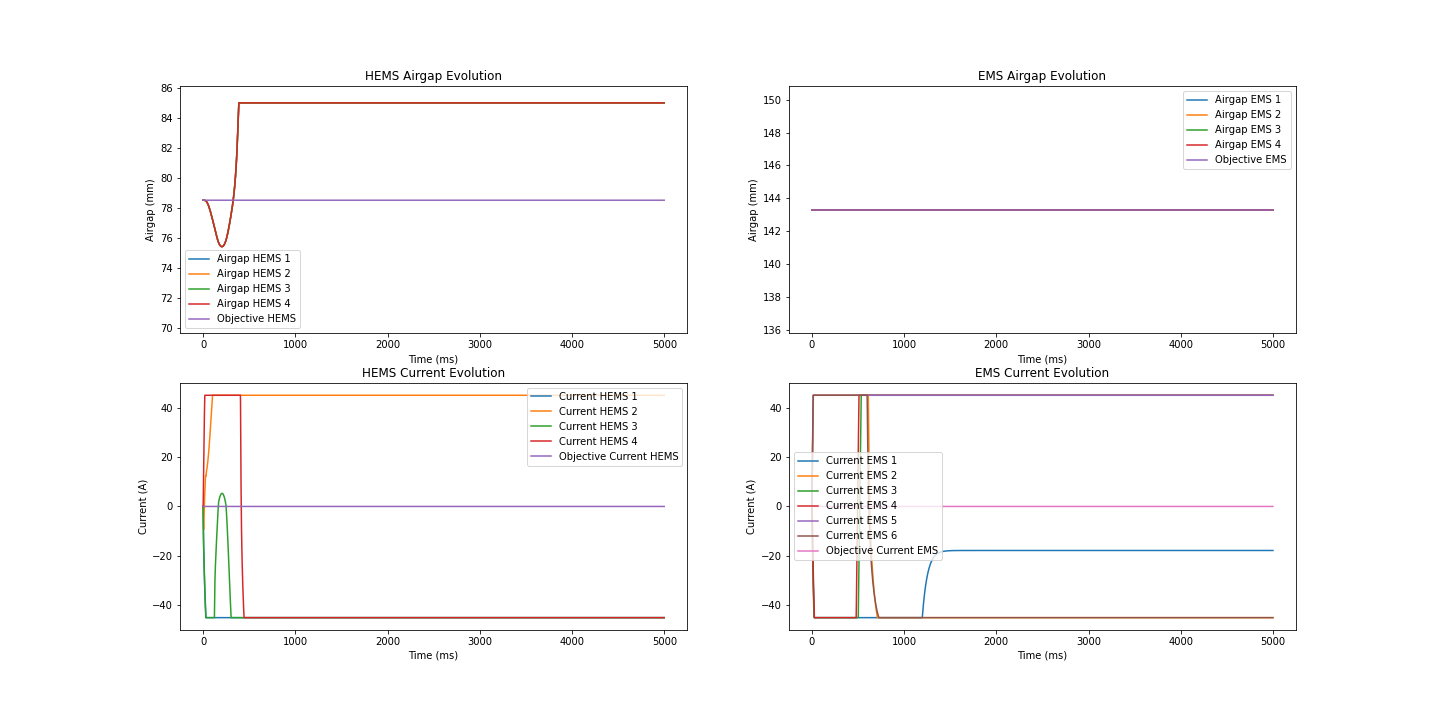 HEMS Airgap Evolution
86
84
82
80
78
76
74
72
70
Airgap (mm)
Airgap HEMS 1
Airgap HEMS 2
Airgap HEMS 3
Airgap HEMS 4
Objective HEMS
0 1000 2000 3000 4000 5000
Time (ms)
EMS Airgap Evolution
150
148
146
144
142
140
138
136
Airgap (mm)
Airgap EMS 1
Airgap EMS 2
Airgap EMS 3
Airgap EMS 4
Objective EMS
0 1000 2000 3000 4000 5000
Time (ms)
HEMS Current Evolution
40
20
0
−20
−40
Current (A)
Current HEMS 1
Current HEMS 2
Current HEMS 3
Current HEMS 4
Objective Current HEMS
0 1000 2000 3000 4000 5000
Time (ms)
EMS Current Evolution
40
20
0
−20
−40
Current (A)
Current EMS 1
Current EMS 2
Current EMS 3
Current EMS 4
Current EMS 5
Current EMS 6
Objective Current EMS
0 1000 2000 3000 4000 5000
Time (ms)